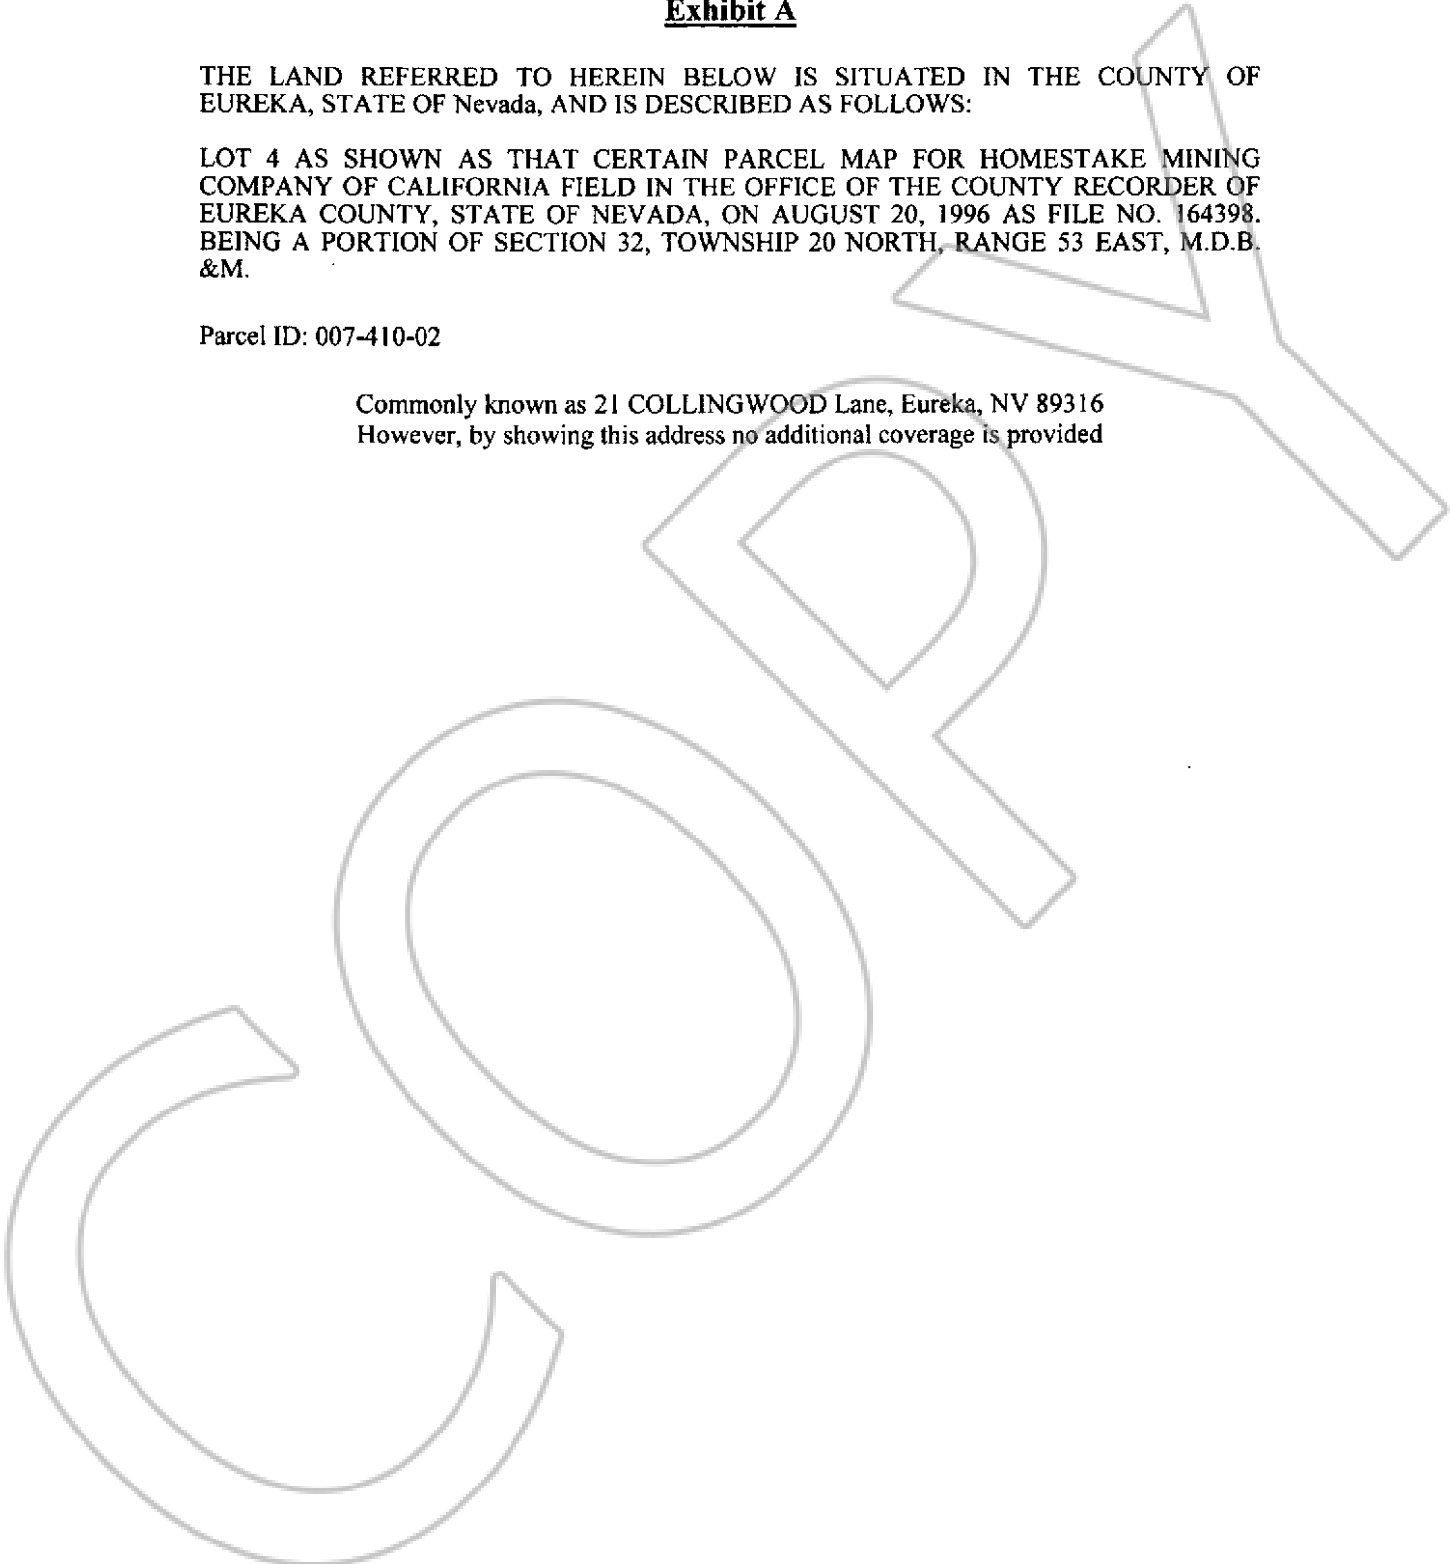 Exhibit A
THE LAND REFERRED TO HEREIN BELOW IS SITUATED IN THE COUNTY OF
EUREKA, STATE OF Nevada, AND IS DESCRIBED AS FOLLOWS:
LOT 4 AS SHOWN AS THAT CERTAIN PARCEL MAP FOR HOMESTAKE MINING
COMPANY OF CALIFORNIA FIELD IN THE OFFICE OF THE COUNTY RECORDER OF
EUREKA COUNTY, STATE OF NEVADA, ON AUGUST 20, 1996 AS FILE NO. 164398.
BEING A PORTION OF SECTION 32, TOWNSHIP 20 NORTH, RANGE 53 EAST, M.D.B.
&M.
Parcel ID: 007-410-02
Commonly known as 21 COLLINGWOOD Lane, Eureka, NV 89316
However, by showing this address no additional coverage is provided
COPY